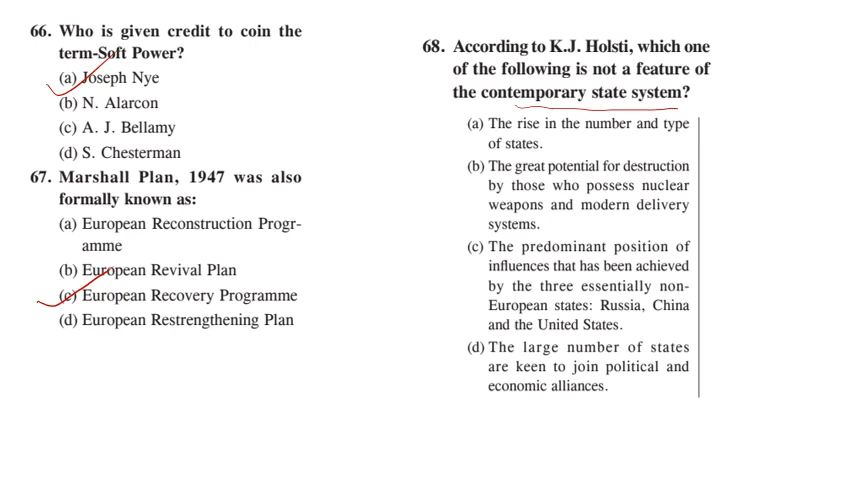 66. Who is given credit to coin the
term-Soft Power?
(a) Joseph Nye
(b) N. Alarcon
(c) A. J. Bellamy
(d) S. Chesterman
67. Marshall Plan, 1947 was also
formally known as:
(a) European Reconstruction Progr-
amme
(b) European Revival Plan
(c) European Recovery Programme
(d) European Restrengthening Plan
68. According to K.J. Holsti, which one
of the following is not a feature of
the contemporary state system?
(a) The rise in the number and type
of states.
(b) The great potential for destruction
by those who possess nuclear
weapons and modern delivery
systems.
(c) The predominant position of
influences that has been achieved
by the three essentially non-
European states: Russia, China
and the United States.
(d) The large number of states
are keen to join political and
economic alliances.